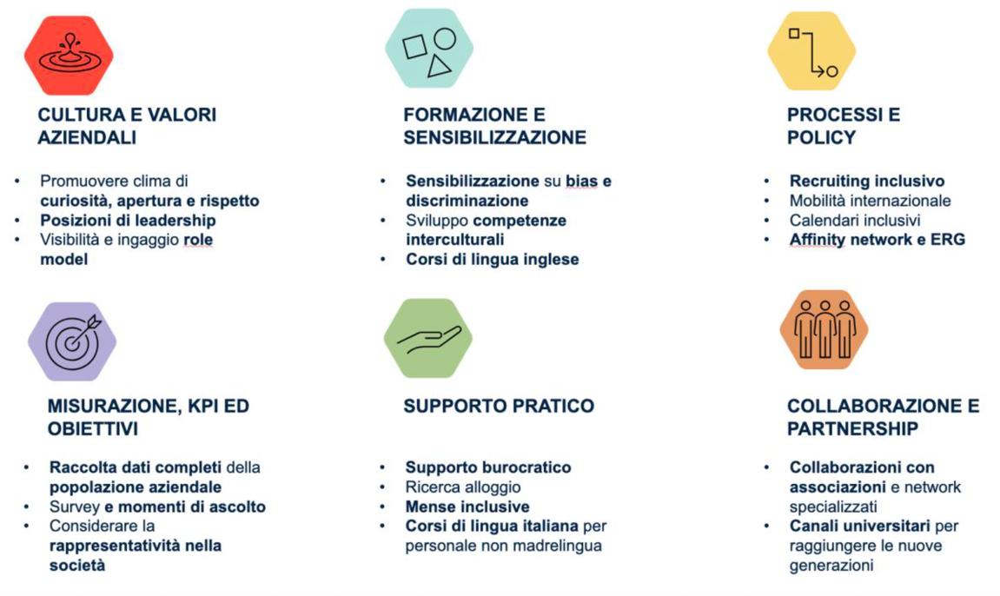 CULTURA E VALORI
AZIENDALI
• Promuovere clima di
curiosità, apertura e rispetto
• Posizioni di leadership
• Visibilità e ingaggio role
model
FORMAZIONE E
SENSIBILIZZAZIONE
• Sensibilizzazione su bias e
discriminazione
• Sviluppo competenze
interculturali
• Corsi di lingua inglese
PROCESSI E
POLICY
• Recruiting inclusivo
• Mobilità internazionale
• Calendari inclusivi
• Affinity network e ERG
MISURAZIONE, KPI ED
OBIETTIVI
• Raccolta dati completi della
popolazione aziendale
• Survey e momenti di ascolto
• Considerare la
rappresentatività nella
società
SUPPORTO PRATICO
• Supporto burocratico
• Ricerca alloggio
• Mense inclusive
• Corsi di lingua italiana per
personale non madrelingua
COLLABORAZIONE E
PARTNERSHIP
• Collaborazioni con
associazioni e network
specializzati
• Canali universitari per
raggiungere le nuove
generazioni